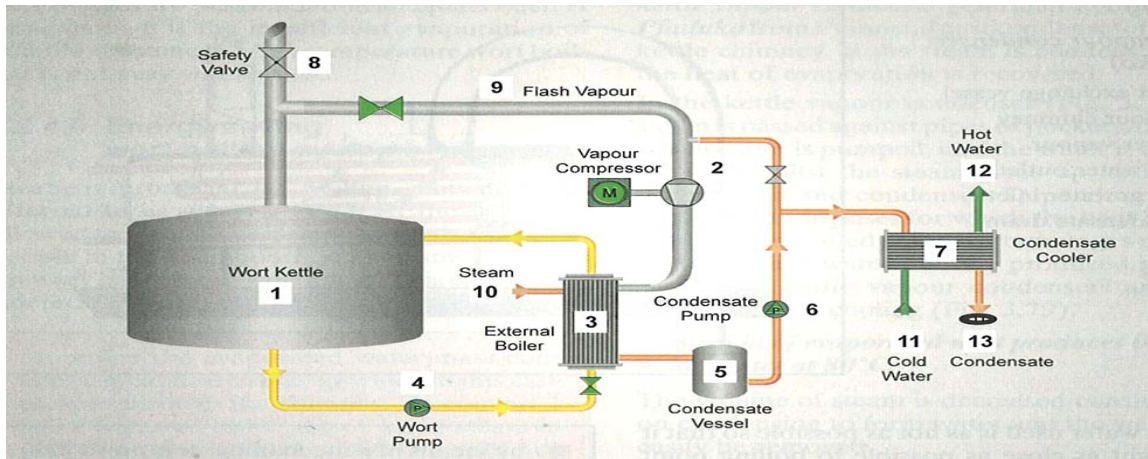 Safety
Valve
8
9
Flash Vapour
Vapour
Compressor
M
2
Hot
Water
12
Wort Kettle
1
Steam
10
3
External
Boiler
Condensate
Pump
P
6
7
Condensate
Cooler
4
P
Wort
Pump
5
Condensate
Vessel
11
Cold
Water
13
Condensate